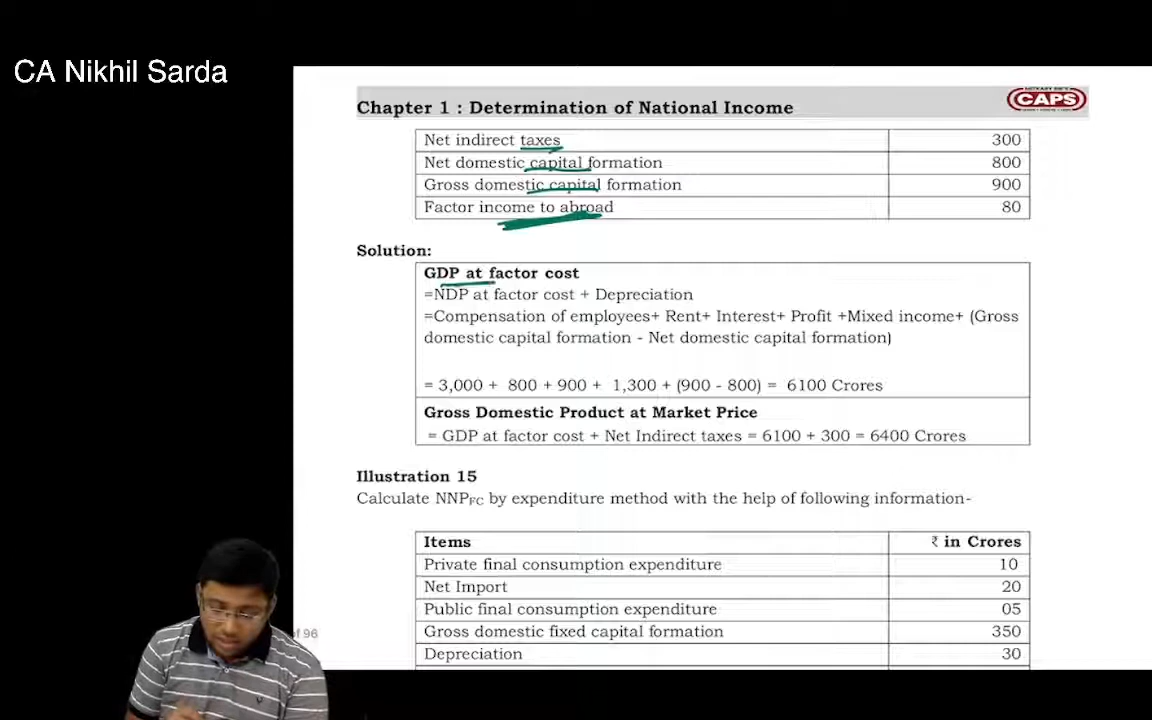 CA Nikhil Sarda
Chapter 1 : Determination of National Income
CAPS
Net indirect taxes 300
Net domestic capital formation 800
Gross domestic capital formation 900
Factor income to abroad 80
Solution:
GDP at factor cost
=NDP at factor cost + Depreciation
=Compensation of employees+ Rent+ Interest+ Profit +Mixed income+ (Gross
domestic capital formation - Net domestic capital formation)
= 3,000 + 800 + 900 + 1,300 + (900 - 800) = 6100 Crores
Gross Domestic Product at Market Price
= GDP at factor cost + Net Indirect taxes = 6100 + 300 = 6400 Crores
Illustration 15
Calculate NNPFC by expenditure method with the help of following information-
Items ₹ in Crores
Private final consumption expenditure 10
Net Import 20
Public final consumption expenditure 05
of 96
Gross domestic fixed capital formation 350
Depreciation 30